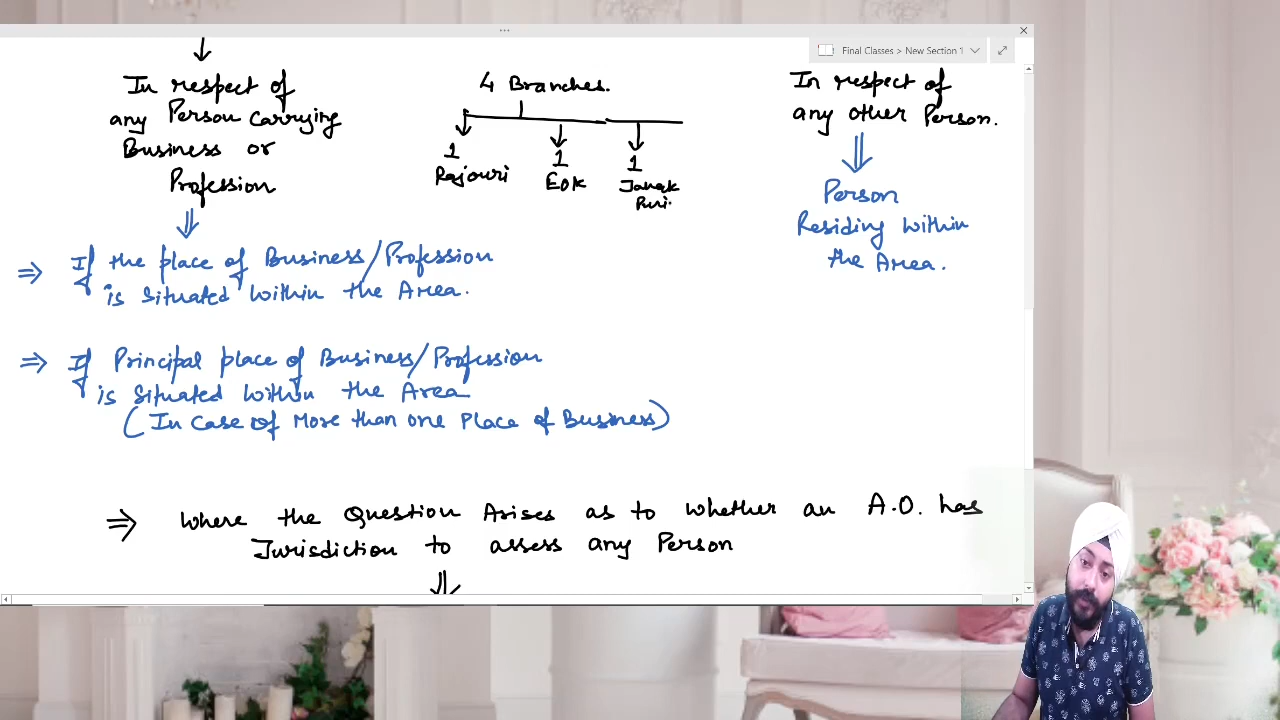 Final Classes > New Section 1
In respect of
any Person Carrying
Business or
Profession
4 Branches.
1
Rajouri
1
EOK
1
Janak
Puri.
In respect of
any other Person.
Person
Residing within
the Area.
⇒ If the place of Business/Profession
is situated within the Area.
⇒ If Principal place of Business/Profession
is situated within the Area
(In Case of More than one Place of Business)
⇒ Where the Question Arises as to whether an A.O. has
Jurisdiction to assess any Person